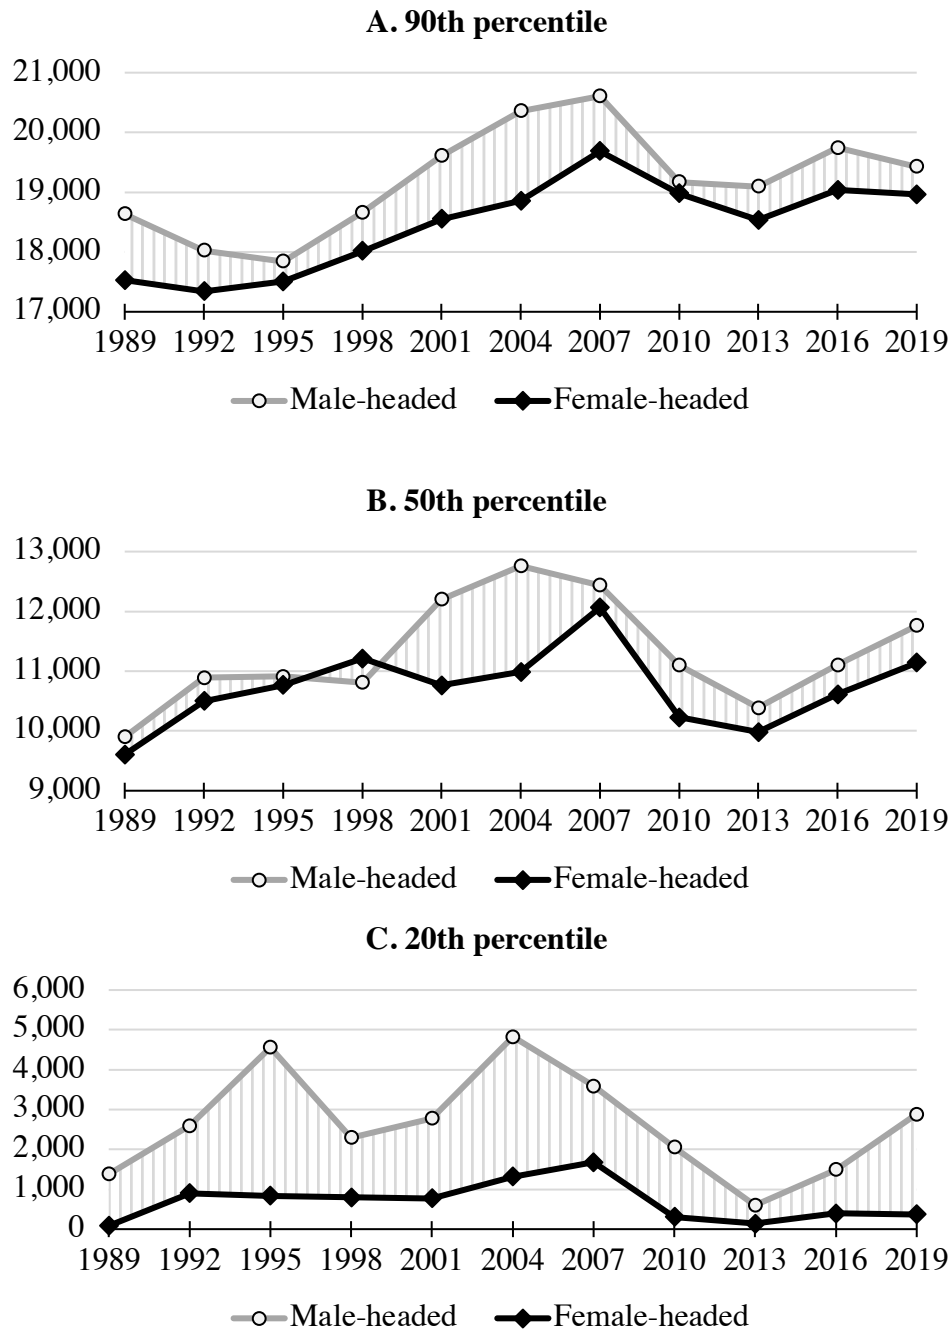 A. 90th percentile
21,000
20,000
19,000
18,000
17,000
1989 1992 1995 1998 2001 2004 2007 2010 2013 2016 2019
Male-headed Female-headed
B. 50th percentile
13,000
12,000
11,000
10,000
9,000
1989 1992 1995 1998 2001 2004 2007 2010 2013 2016 2019
Male-headed Female-headed
C. 20th percentile
6,000
5,000
4,000
3,000
2,000
1,000
0
1989 1992 1995 1998 2001 2004 2007 2010 2013 2016 2019
Male-headed Female-headed